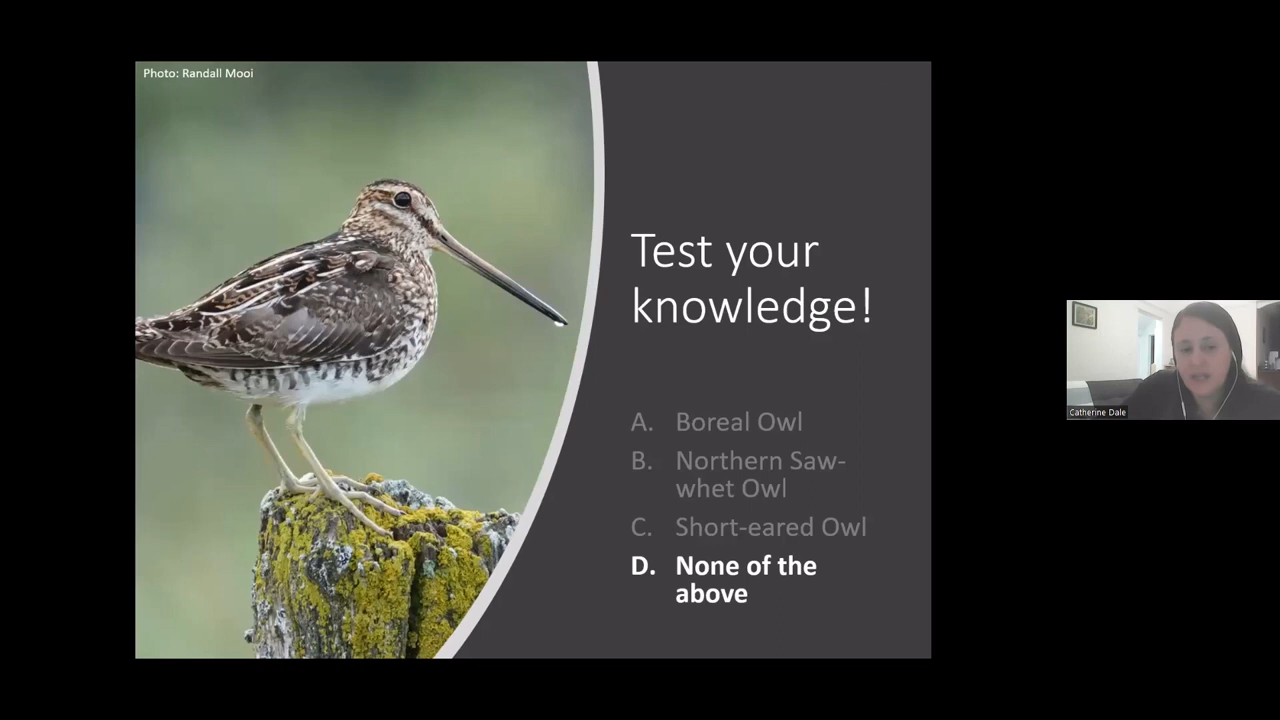 Photo: Randall Mooi
Test your
knowledge!
A. Boreal Owl
B. Northern Saw-
whet Owl
C. Short-eared Owl
D. None of the
above
Catherine Dale